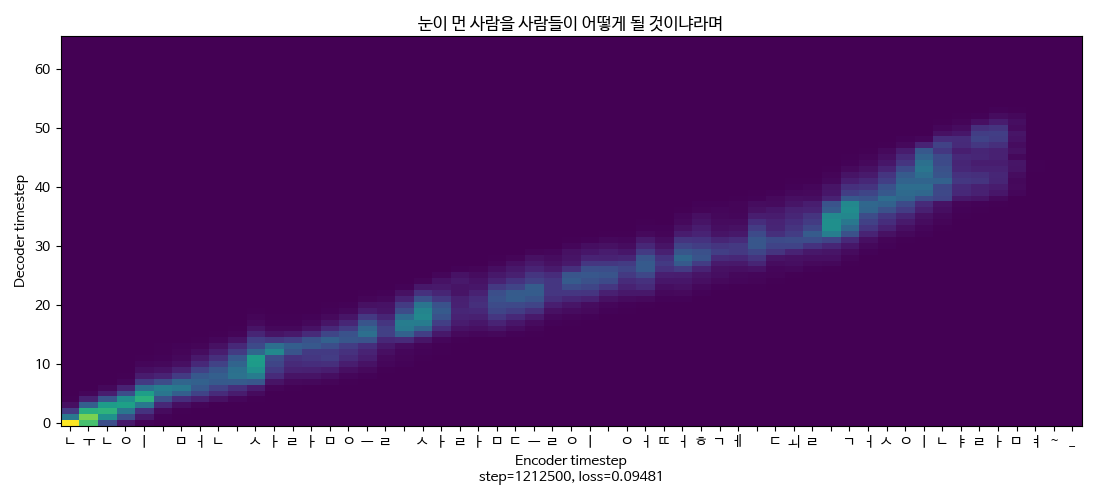 눈이 먼 사람을 사람들이 어떻게 될 것이냐라며
60
50
40
30
20
10
0
Decoder timestep
ㄴ ㅜ ㄴ ㅇ ㅣ ㅁ ㅓ ㄴ ㅅ ㅏ ㄹ ㅏ ㅁ ㅇ ㅡ ㄹ ㅅ ㅏ ㄹ ㅏ ㅁ ㄷ ㅡ ㄹ ㅇ ㅣ ㅇ ㅓ ㄸ ㅓ ㅎ ㄱ ㅔ ㄷ ㅚ ㄹ ㄱ ㅓ ㅅ ㅇ ㅣ ㄴ ㅑ ㄹ ㅏ ㅁ ㅕ ~ _
Encoder timestep
step=1212500, loss=0.09481